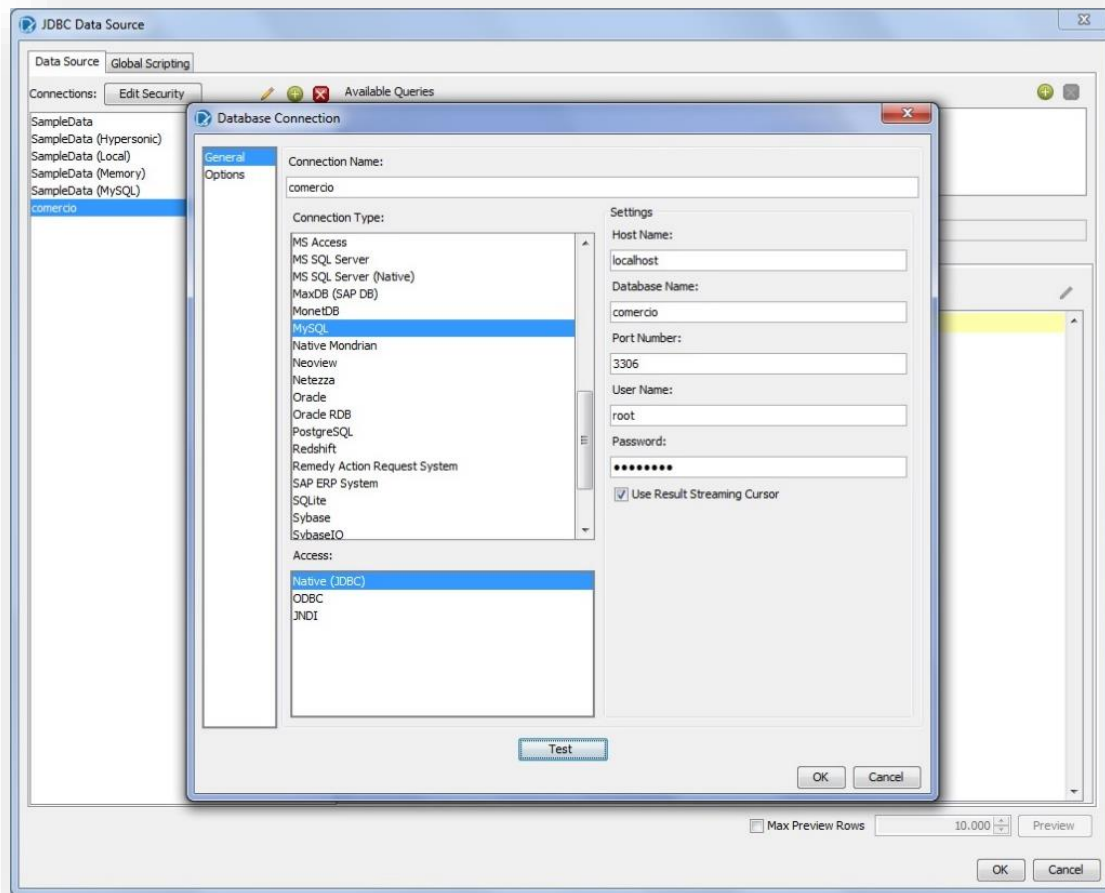 JDBC Data Source
Data Source Global Scripting
Connections: Edit Security Available Queries
SampleData
SampleData (Hypersonic)
SampleData (Local)
SampleData (Memory)
SampleData (MySQL)
comercio
Database Connection
General
Options
Connection Name:
comercio
Connection Type:
MS Access
MS SQL Server
MS SQL Server (Native)
MaxDB (SAP DB)
MonetDB
MySQL
Native Mondrian
Neoview
Netezza
Oracle
Oracle RDB
PostgreSQL
Redshift
Remedy Action Request System
SAP ERP System
SQLite
Sybase
SybaseIQ
Access:
Native (JDBC)
ODBC
JNDI
Settings
Host Name:
localhost
Database Name:
comercio
Port Number:
3306
User Name:
root
Password:
••••••••
Use Result Streaming Cursor
Test
OK Cancel
Max Preview Rows 10.000 Preview
OK Cancel